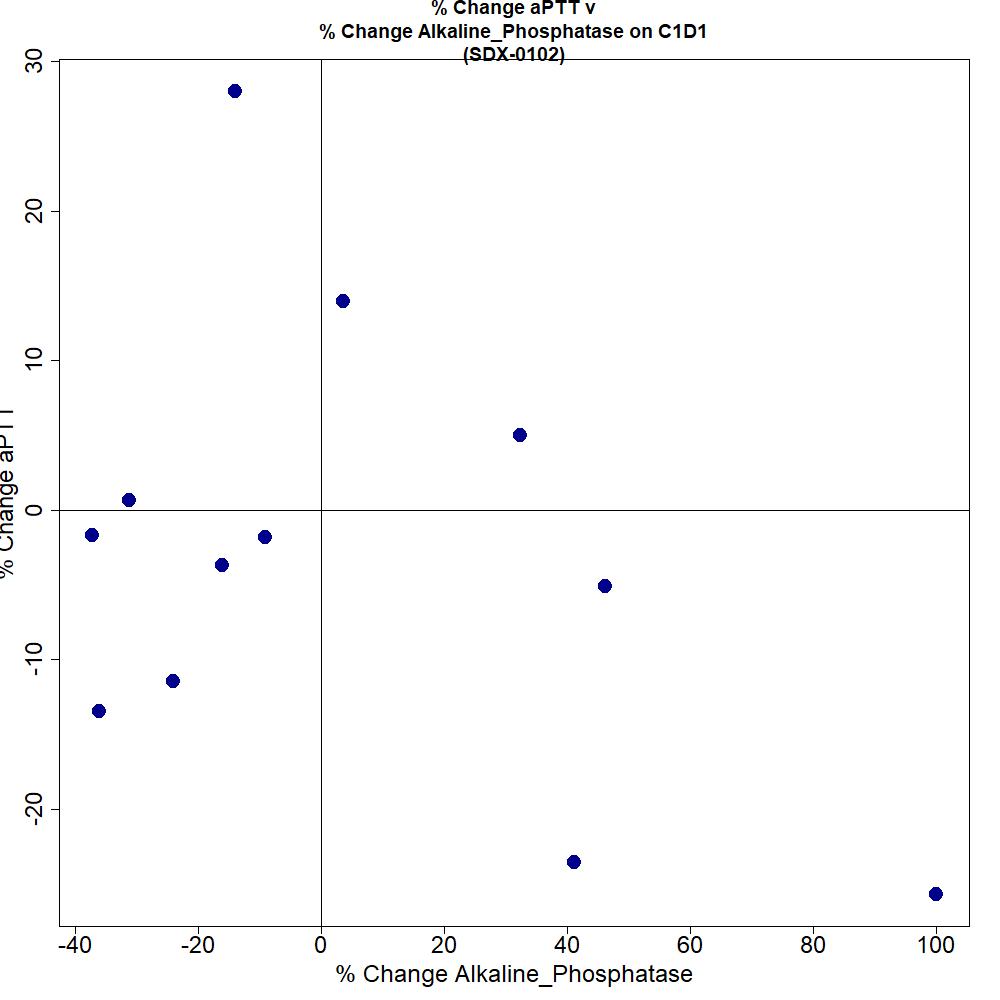 % Change aPTT v
% Change Alkaline_Phosphatase on C1D1
(SDX-0102)
% Change aPTT
30
20
10
0
-10
-20
-40
-20
0
20
40
60
80
100
% Change Alkaline_Phosphatase